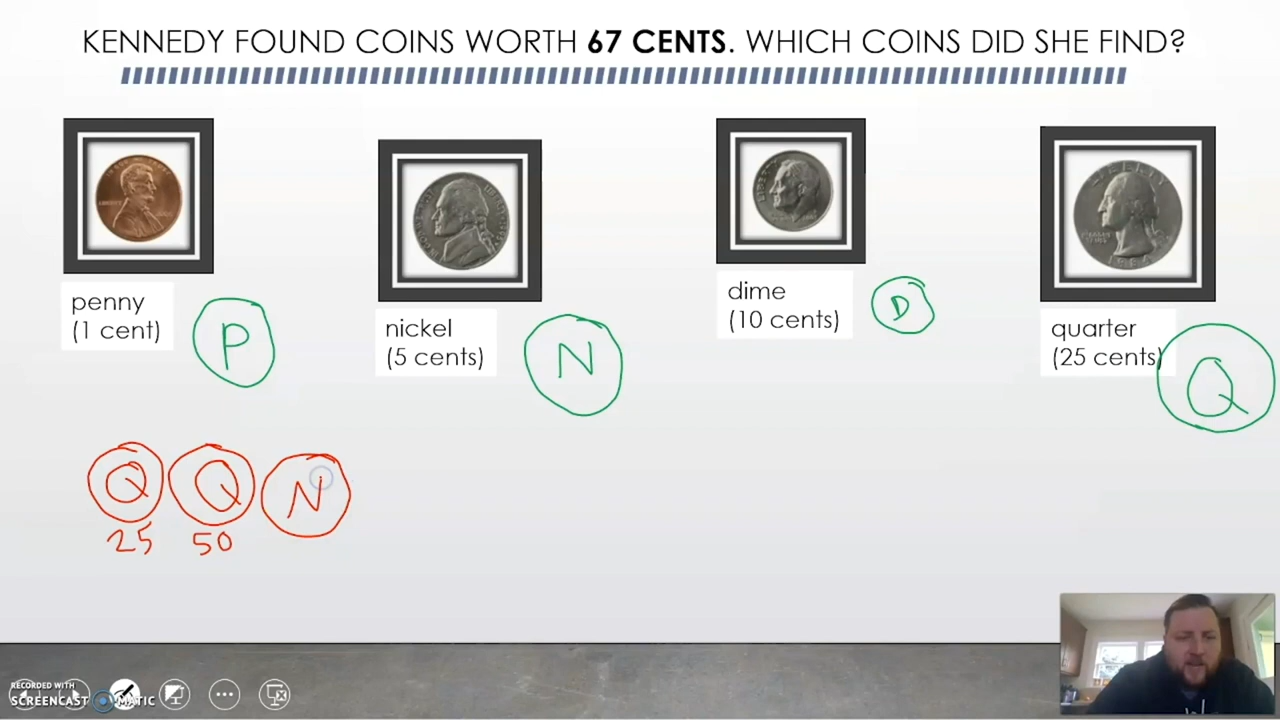 KENNEDY FOUND COINS WORTH 67 CENTS. WHICH COINS DID SHE FIND?
penny
(1 cent)
P
nickel
(5 cents)
N
dime
(10 cents)
D
quarter
(25 cents)
Q
Q Q N
25 50
RECORDED WITH
SCREENCAST MATIC